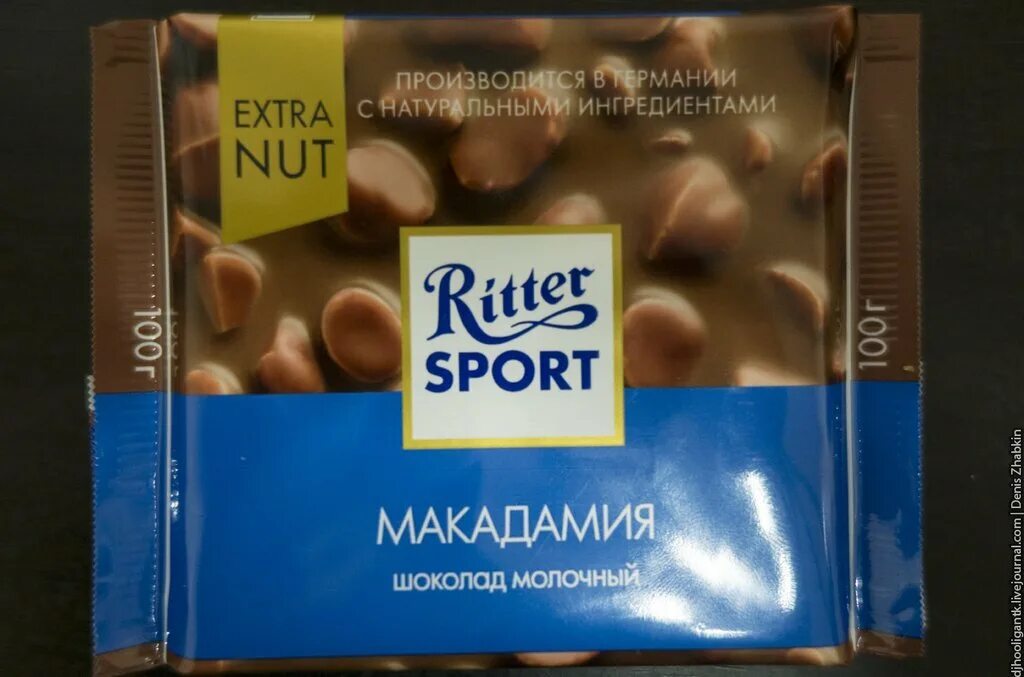 EXTRA
NUT
ПРОИЗВОДИТСЯ В ГЕРМАНИИ
С НАТУРАЛЬНЫМИ ИНГРЕДИЕНТАМИ
Ritter
SPORT
100г
100г
МАКАДАМИЯ
ШОКОЛАД МОЛОЧНЫЙ
djhooligantk.livejournal.com | Denis Zhabkin